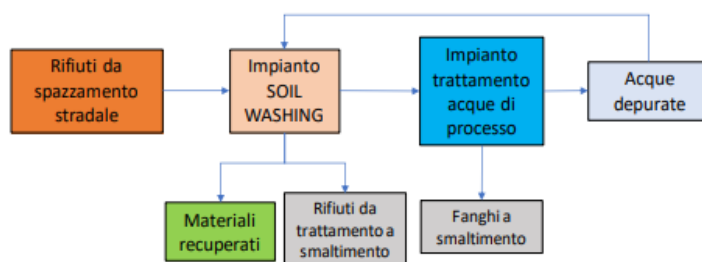 Rifiuti da
spazzamento
stradale
Impianto
SOIL
WASHING
Impianto
trattamento
acque di
processo
Acque
depurate
Materiali
recuperati
Rifiuti da
trattamento a
smaltimento
Fanghi a
smaltimento